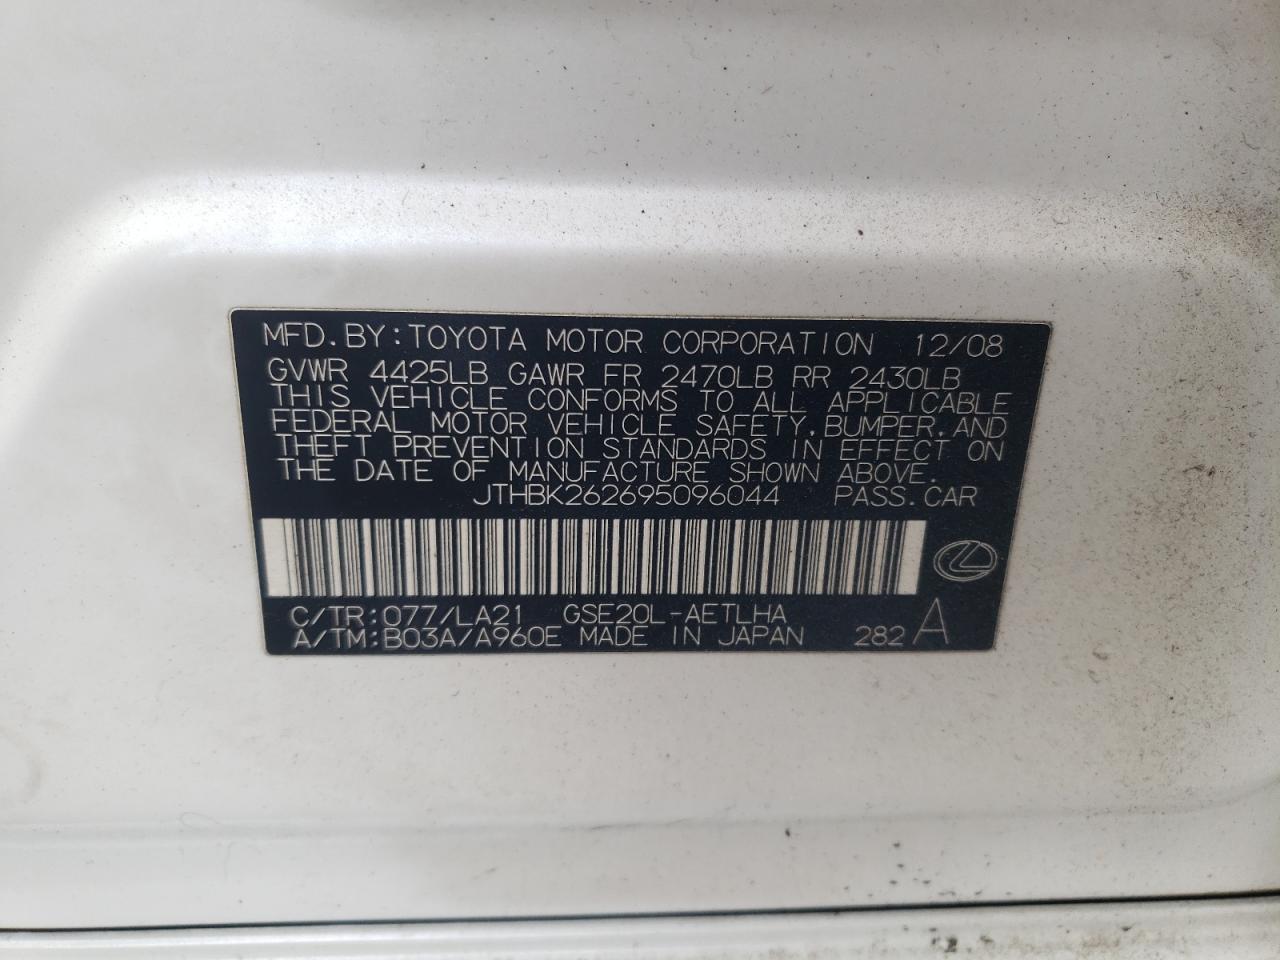 MFD.BY:TOYOTA MOTOR CORPORATION 12/08
GVWR 4425LB GAWR FR 2470LB RR 2430LB
THIS VEHICLE CONFORMS TO ALL APPLICABLE
FEDERAL MOTOR VEHICLE SAFETY,BUMPER,AND
THEFT PREVENTION STANDARDS IN EFFECT ON
THE DATE OF MANUFACTURE SHOWN ABOVE.
JTHBK262695096044 PASS.CAR
C/TR:077/LA21 GSE20L-AETLHA
A/TM:B03A/A960E MADE IN JAPAN 282 A